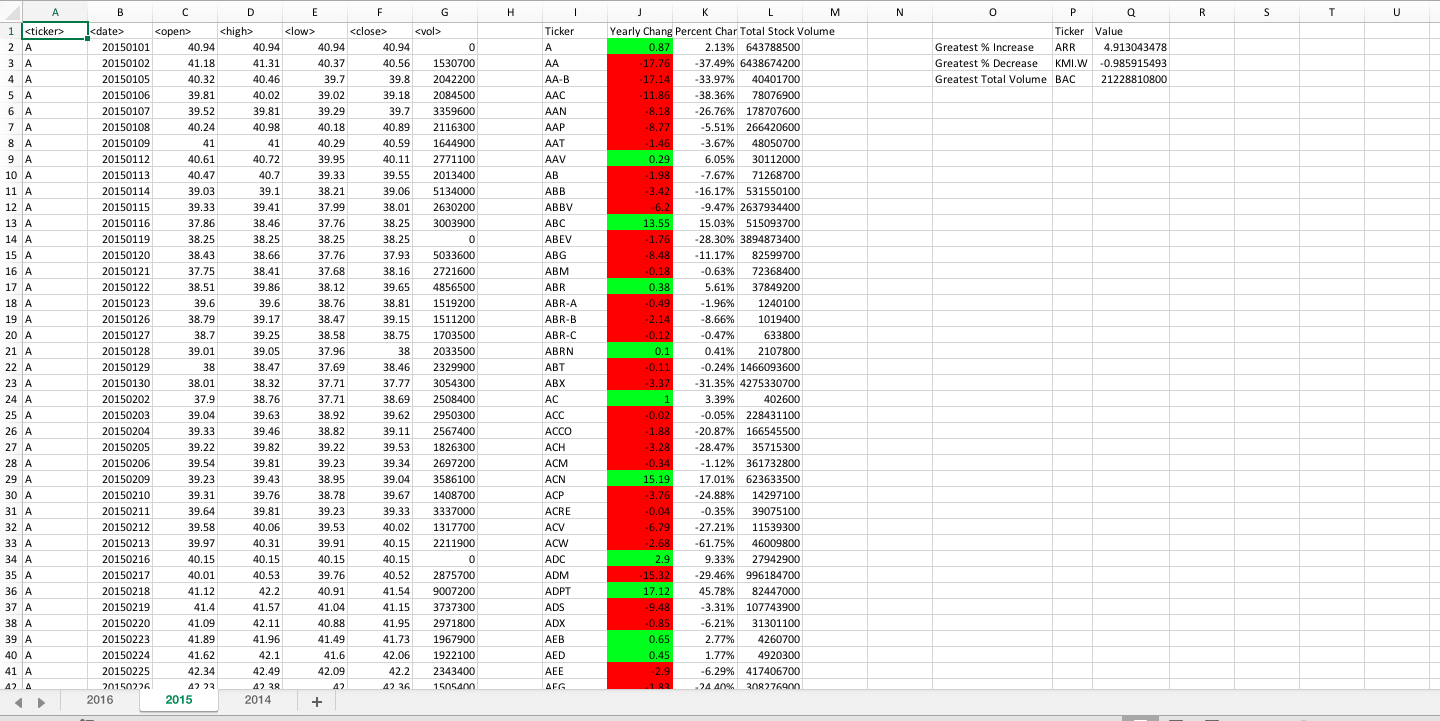 A B C D E F G H I J K L M N O P Q R S T U
1 <ticker> <date> <open> <high> <low> <close> <vol> Ticker Yearly Chang Percent Char Total Stock Volume Ticker Value
2 A 20150101 40.94 40.94 40.94 40.94 0 A 0.87 2.13% 643788500 Greatest % Increase ARR 4.913043478
3 A 20150102 41.18 41.31 40.37 40.56 1530700 AA -17.76 -37.49% 6438674200 Greatest % Decrease KMI.W -0.985915493
4 A 20150105 40.32 40.46 39.7 39.8 2042200 AA-B -17.14 -33.97% 40401700 Greatest Total Volume BAC 21228810800
5 A 20150106 39.81 40.02 39.02 39.18 2084500 AAC -11.86 -38.36% 78076900
6 A 20150107 39.52 39.81 39.29 39.7 3359600 AAN -8.18 -26.76% 178707600
7 A 20150108 40.24 40.98 40.18 40.89 2116300 AAP -8.77 -5.51% 266420600
8 A 20150109 41 41 40.29 40.59 1644900 AAT -1.46 -3.67% 48050700
9 A 20150112 40.61 40.72 39.95 40.11 2771100 AAV 0.29 6.05% 30112000
10 A 20150113 40.47 40.7 39.33 39.55 2013400 AB -1.98 -7.67% 71268700
11 A 20150114 39.03 39.1 38.21 39.06 5134000 ABB -3.42 -16.17% 531550100
12 A 20150115 39.33 39.41 37.99 38.01 2630200 ABBV -6.2 -9.47% 2637934400
13 A 20150116 37.86 38.46 37.76 38.25 3003900 ABC 13.55 15.03% 515093700
14 A 20150119 38.25 38.25 38.25 38.25 0 ABEV -1.76 -28.30% 3894873400
15 A 20150120 38.43 38.66 37.76 37.93 5033600 ABG -8.48 -11.17% 82599700
16 A 20150121 37.75 38.41 37.68 38.16 2721600 ABM -0.18 -0.63% 72368400
17 A 20150122 38.51 39.86 38.12 39.65 4856500 ABR 0.38 5.61% 37849200
18 A 20150123 39.6 39.6 38.76 38.81 1519200 ABR-A -0.49 -1.96% 1240100
19 A 20150126 38.79 39.17 38.47 39.15 1511200 ABR-B -2.14 -8.66% 1019400
20 A 20150127 38.7 39.25 38.58 38.75 1703500 ABR-C -0.12 -0.47% 633800
21 A 20150128 39.01 39.05 37.96 38 2033500 ABRN 0.1 0.41% 2107800
22 A 20150129 38 38.47 37.69 38.46 2329900 ABT -0.11 -0.24% 1466093600
23 A 20150130 38.01 38.32 37.71 37.77 3054300 ABX -3.37 -31.35% 4275330700
24 A 20150202 37.9 38.76 37.71 38.69 2508400 AC 1 3.39% 402600
25 A 20150203 39.04 39.63 38.92 39.62 2950300 ACC -0.02 -0.05% 228431100
26 A 20150204 39.33 39.46 38.82 39.11 2567400 ACCO -1.88 -20.87% 166545500
27 A 20150205 39.22 39.82 39.22 39.53 1826300 ACH -3.28 -28.47% 35715300
28 A 20150206 39.54 39.81 39.23 39.34 2697200 ACM -0.34 -1.12% 361732800
29 A 20150209 39.23 39.43 38.95 39.04 3586100 ACN 15.19 17.01% 623633500
30 A 20150210 39.31 39.76 38.78 39.67 1408700 ACP -3.76 -24.88% 14297100
31 A 20150211 39.64 39.81 39.23 39.33 3337000 ACRE -0.04 -0.35% 39075100
32 A 20150212 39.58 40.06 39.53 40.02 1317700 ACV -6.79 -27.21% 11539300
33 A 20150213 39.97 40.31 39.91 40.15 2211900 ACW -2.68 -61.75% 46009800
34 A 20150216 40.15 40.15 40.15 40.15 0 ADC 2.9 9.33% 27942900
35 A 20150217 40.01 40.53 39.76 40.52 2875700 ADM -15.32 -29.46% 996184700
36 A 20150218 41.12 42.2 40.91 41.54 9007200 ADPT 17.12 45.78% 82447000
37 A 20150219 41.4 41.57 41.04 41.15 3737300 ADS -9.48 -3.31% 107743900
38 A 20150220 41.09 42.11 40.88 41.95 2971800 ADX -0.85 -6.21% 31301100
39 A 20150223 41.89 41.96 41.49 41.73 1967900 AEB 0.65 2.77% 4260700
40 A 20150224 41.62 42.1 41.6 42.06 1922100 AED 0.45 1.77% 4920300
41 A 20150225 42.34 42.49 42.09 42.2 2343400 AEE -2.9 -6.29% 417406700
42 A 20150226 42.23 42.38 42 42.36 1505400 AEG -1.83 -24.40% 308276900
2016 2015 2014 +